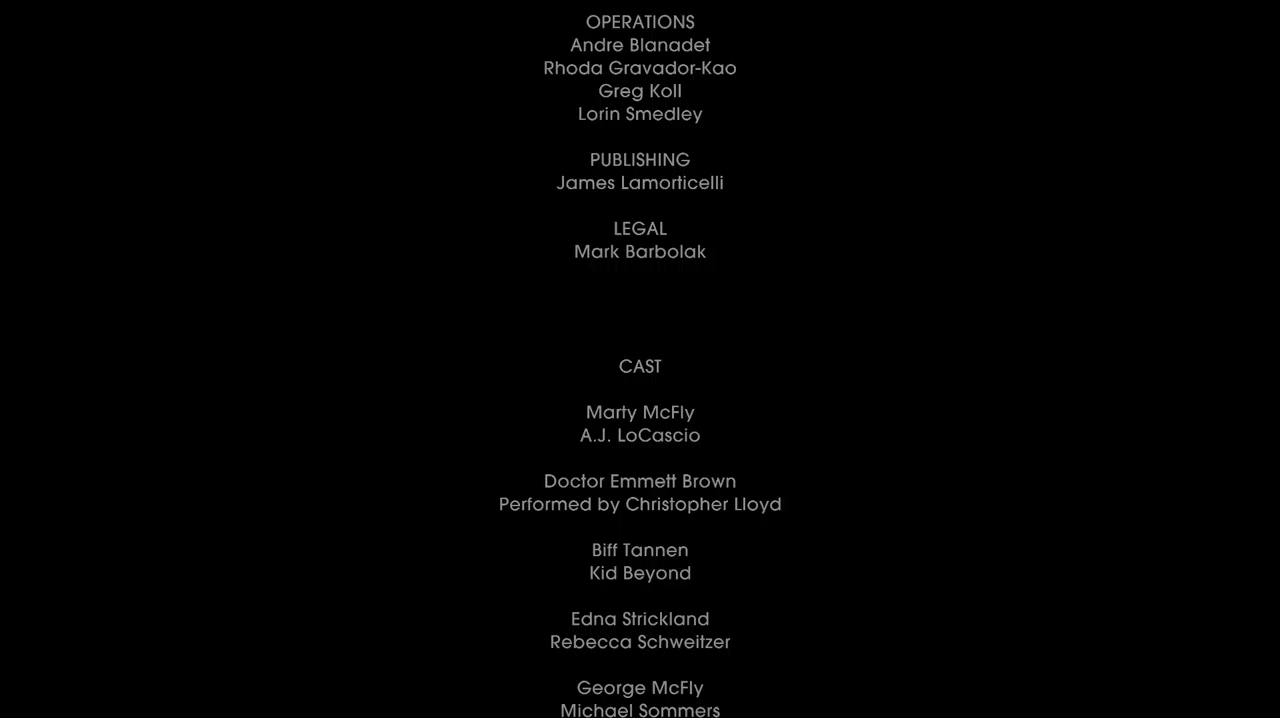 OPERATIONS
Andre Blanadet
Rhoda Gravador-Kao
Greg Koll
Lorin Smedley
PUBLISHING
James Lamorticelli
LEGAL
Mark Barbolak
CAST
Marty McFly
A.J. LoCascio
Doctor Emmett Brown
Performed by Christopher Lloyd
Biff Tannen
Kid Beyond
Edna Strickland
Rebecca Schweitzer
George McFly
Michael Sommers